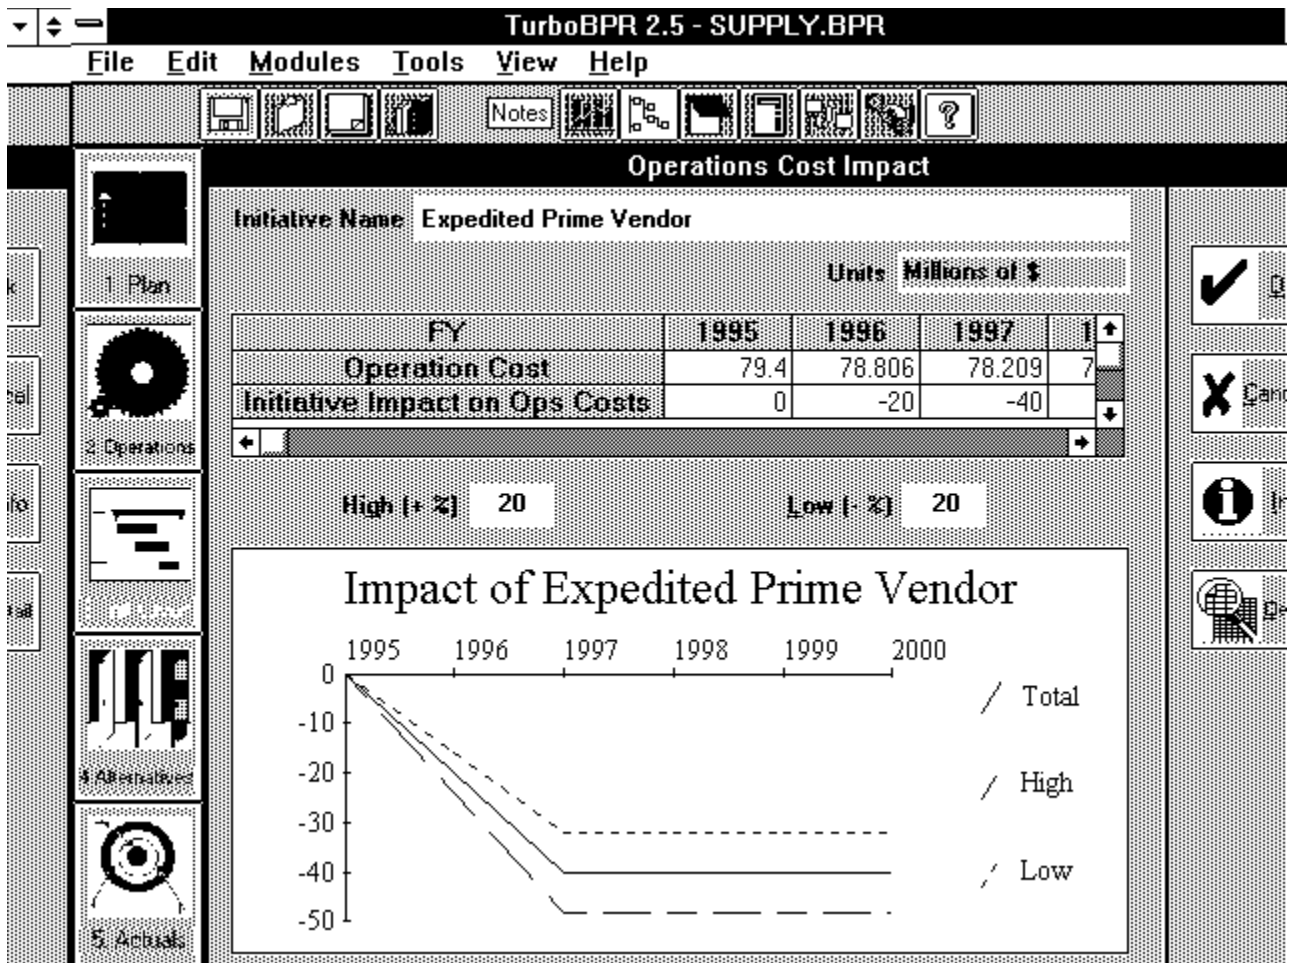 TurboBPR 2.5 - SUPPLY.BPR
File Edit Modules Tools View Help
Notes ?
Operations Cost Impact
Initiative Name Expedited Prime Vendor
Units Millions of $
1. Plan
FY 1995 1996 1997 1
Operation Cost 79.4 78.806 78.209 7
Initiative Impact on Ops Costs 0 -20 -40
2 Operations
High (+ %) 20 Low (- %) 20
Impact of Expedited Prime Vendor
1995 1996 1997 1998 1999 2000
0
-10
-20
-30
-40
-50
Total
High
Low
4 Alternatives
5. Actuals